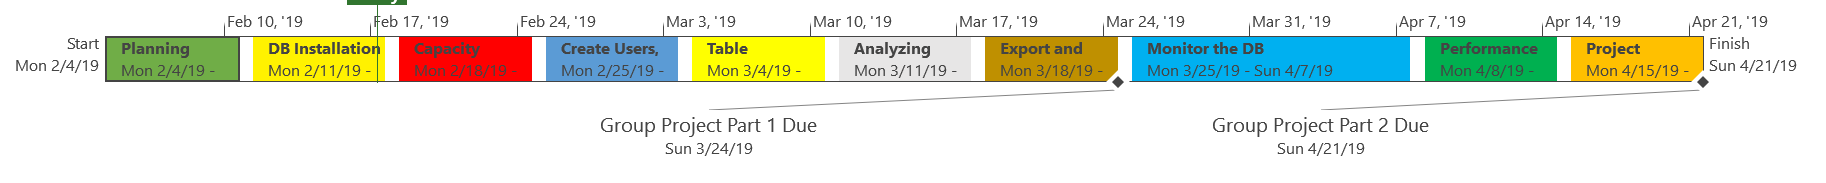 Feb 10, '19 Feb 17, '19 Feb 24, '19 Mar 3, '19 Mar 10, '19 Mar 17, '19 Mar 24, '19 Mar 31, '19 Apr 7, '19 Apr 14, '19 Apr 21, '19
Start
Mon 2/4/19
Planning
Mon 2/4/19 -
DB Installation
Mon 2/11/19 -
Capacity
Mon 2/18/19
Create Users,
Mon 2/25/19 -
Table
Mon 3/4/19 -
Analyzing
Mon 3/11/19 -
Export and
Mon 3/18/19 -
Monitor the DB
Mon 3/25/19 - Sun 4/7/19
Performance
Mon 4/8/19 -
Project
Mon 4/15/19 -
Finish
Sun 4/21/19
Group Project Part 1 Due
Sun 3/24/19
Group Project Part 2 Due
Sun 4/21/19